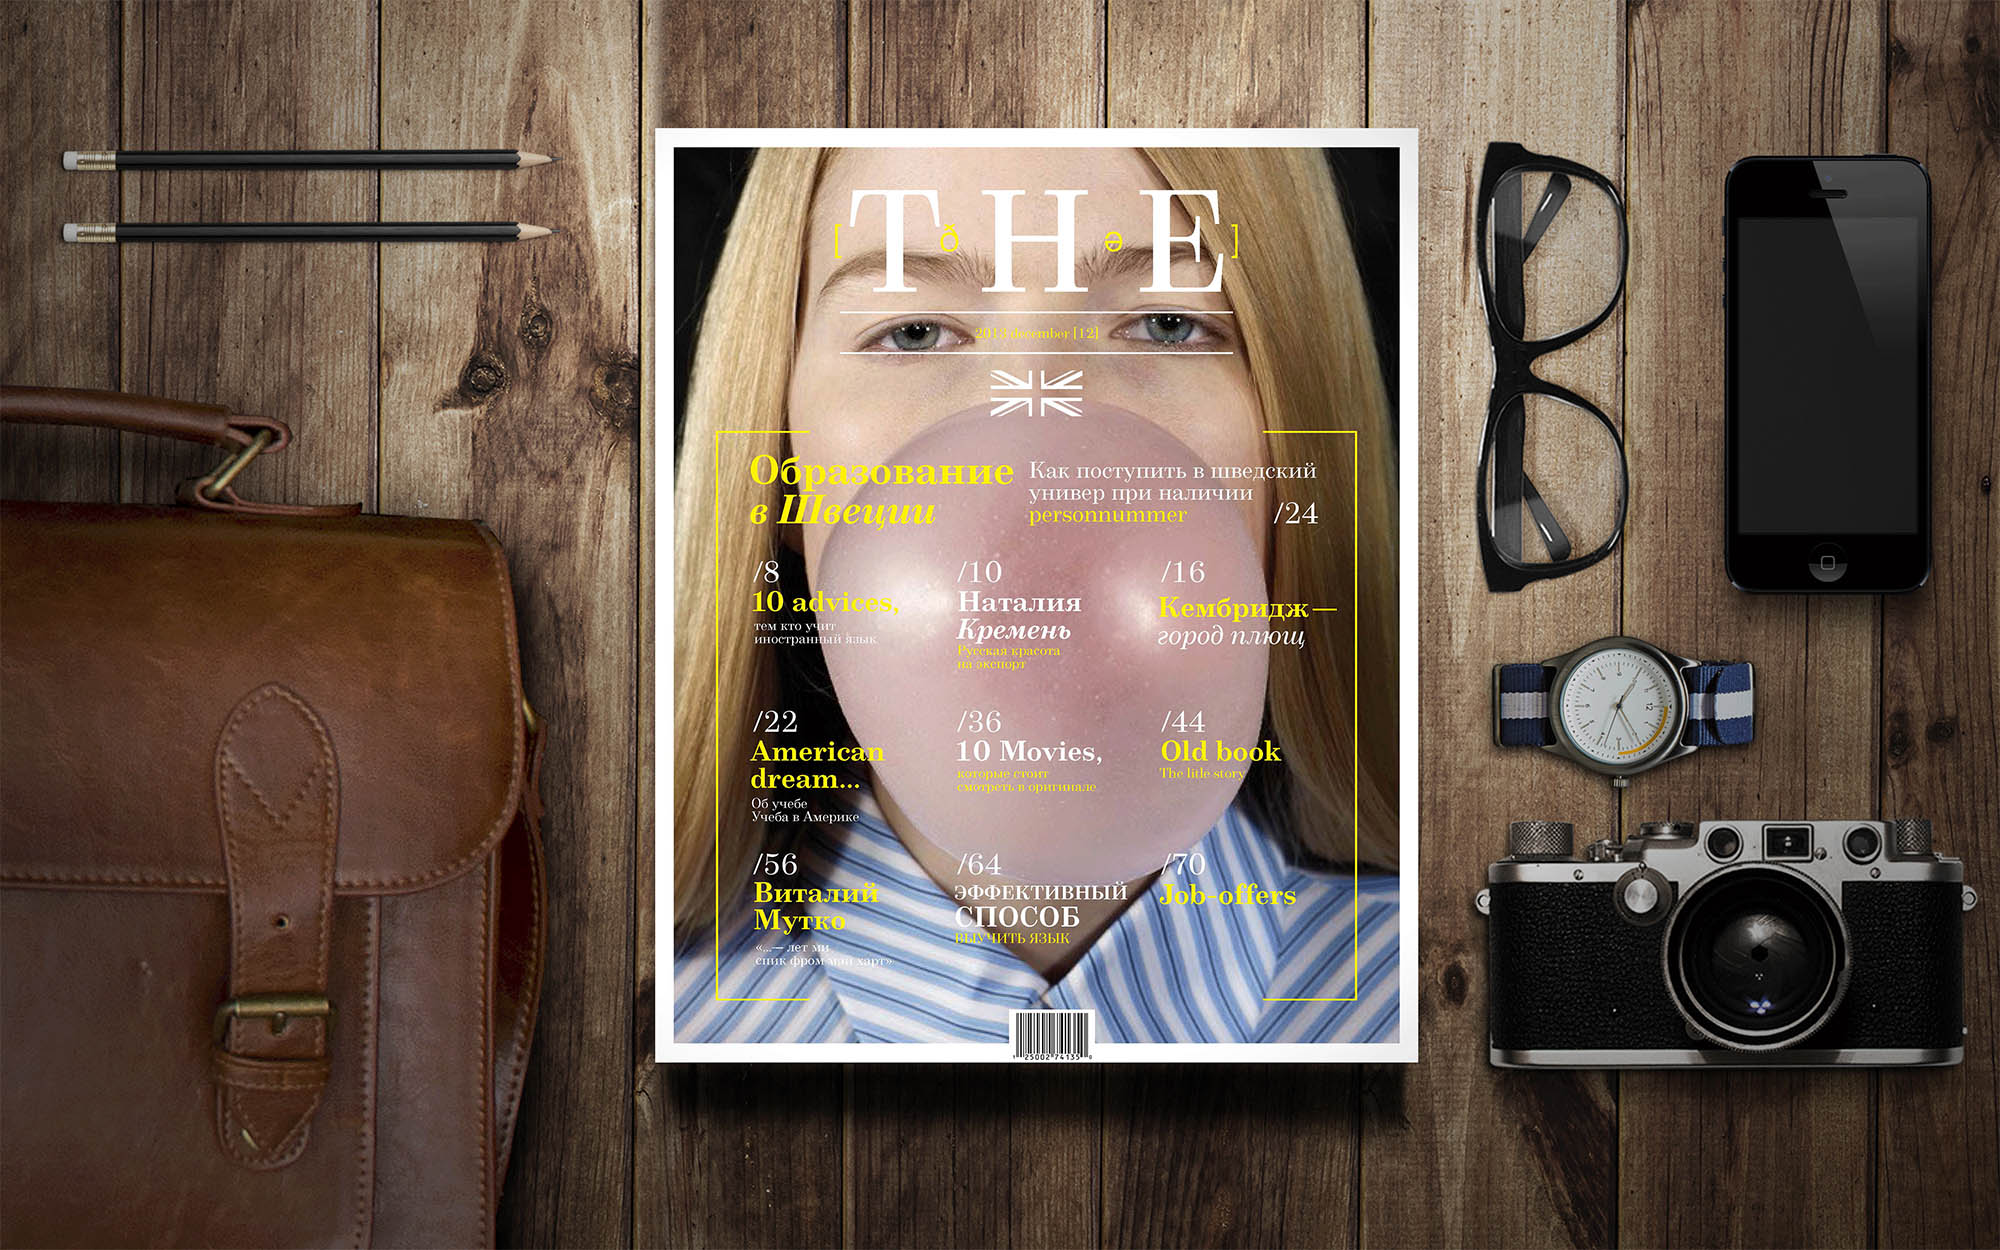 THE
[ð ə]
2013 december [12]
Образование
в Швеции
Как поступить в шведский
универ при наличии
personnummer
/24
/8
10 advices,
тем кто учит
иностранный язык
/10
Наталия
Кремень
Русская красота
на экспорт
/16
Кембридж —
город плющ
/22
American
dream...
Об учебе
Учеба в Америке
/36
10 Movies,
которые стоит
смотреть в оригинале
/44
Old book
The litle story
/56
Виталий
Мутко
«...— лет ми
спик фром май харт»
/64
ЭФФЕКТИВНЫЙ
СПОСОБ
ВЫУЧИТЬ ЯЗЫК
/70
Job-offers
1 25002 74135 8